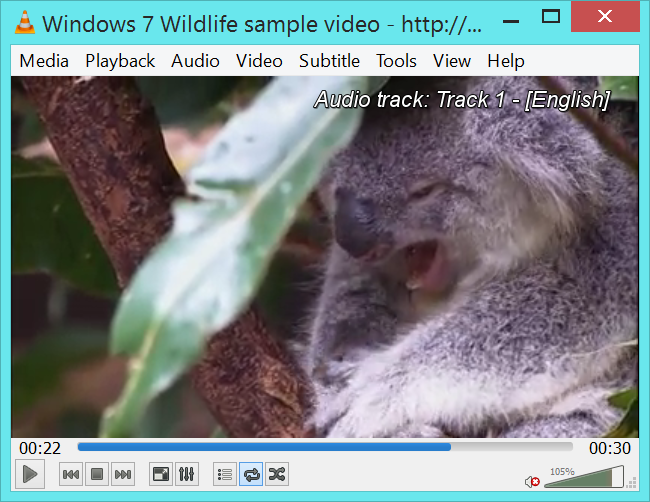 Windows 7 Wildlife sample video - http://...
Media Playback Audio Video Subtitle Tools View Help
Audio track: Track 1 - [English]
00:22 00:30
105%